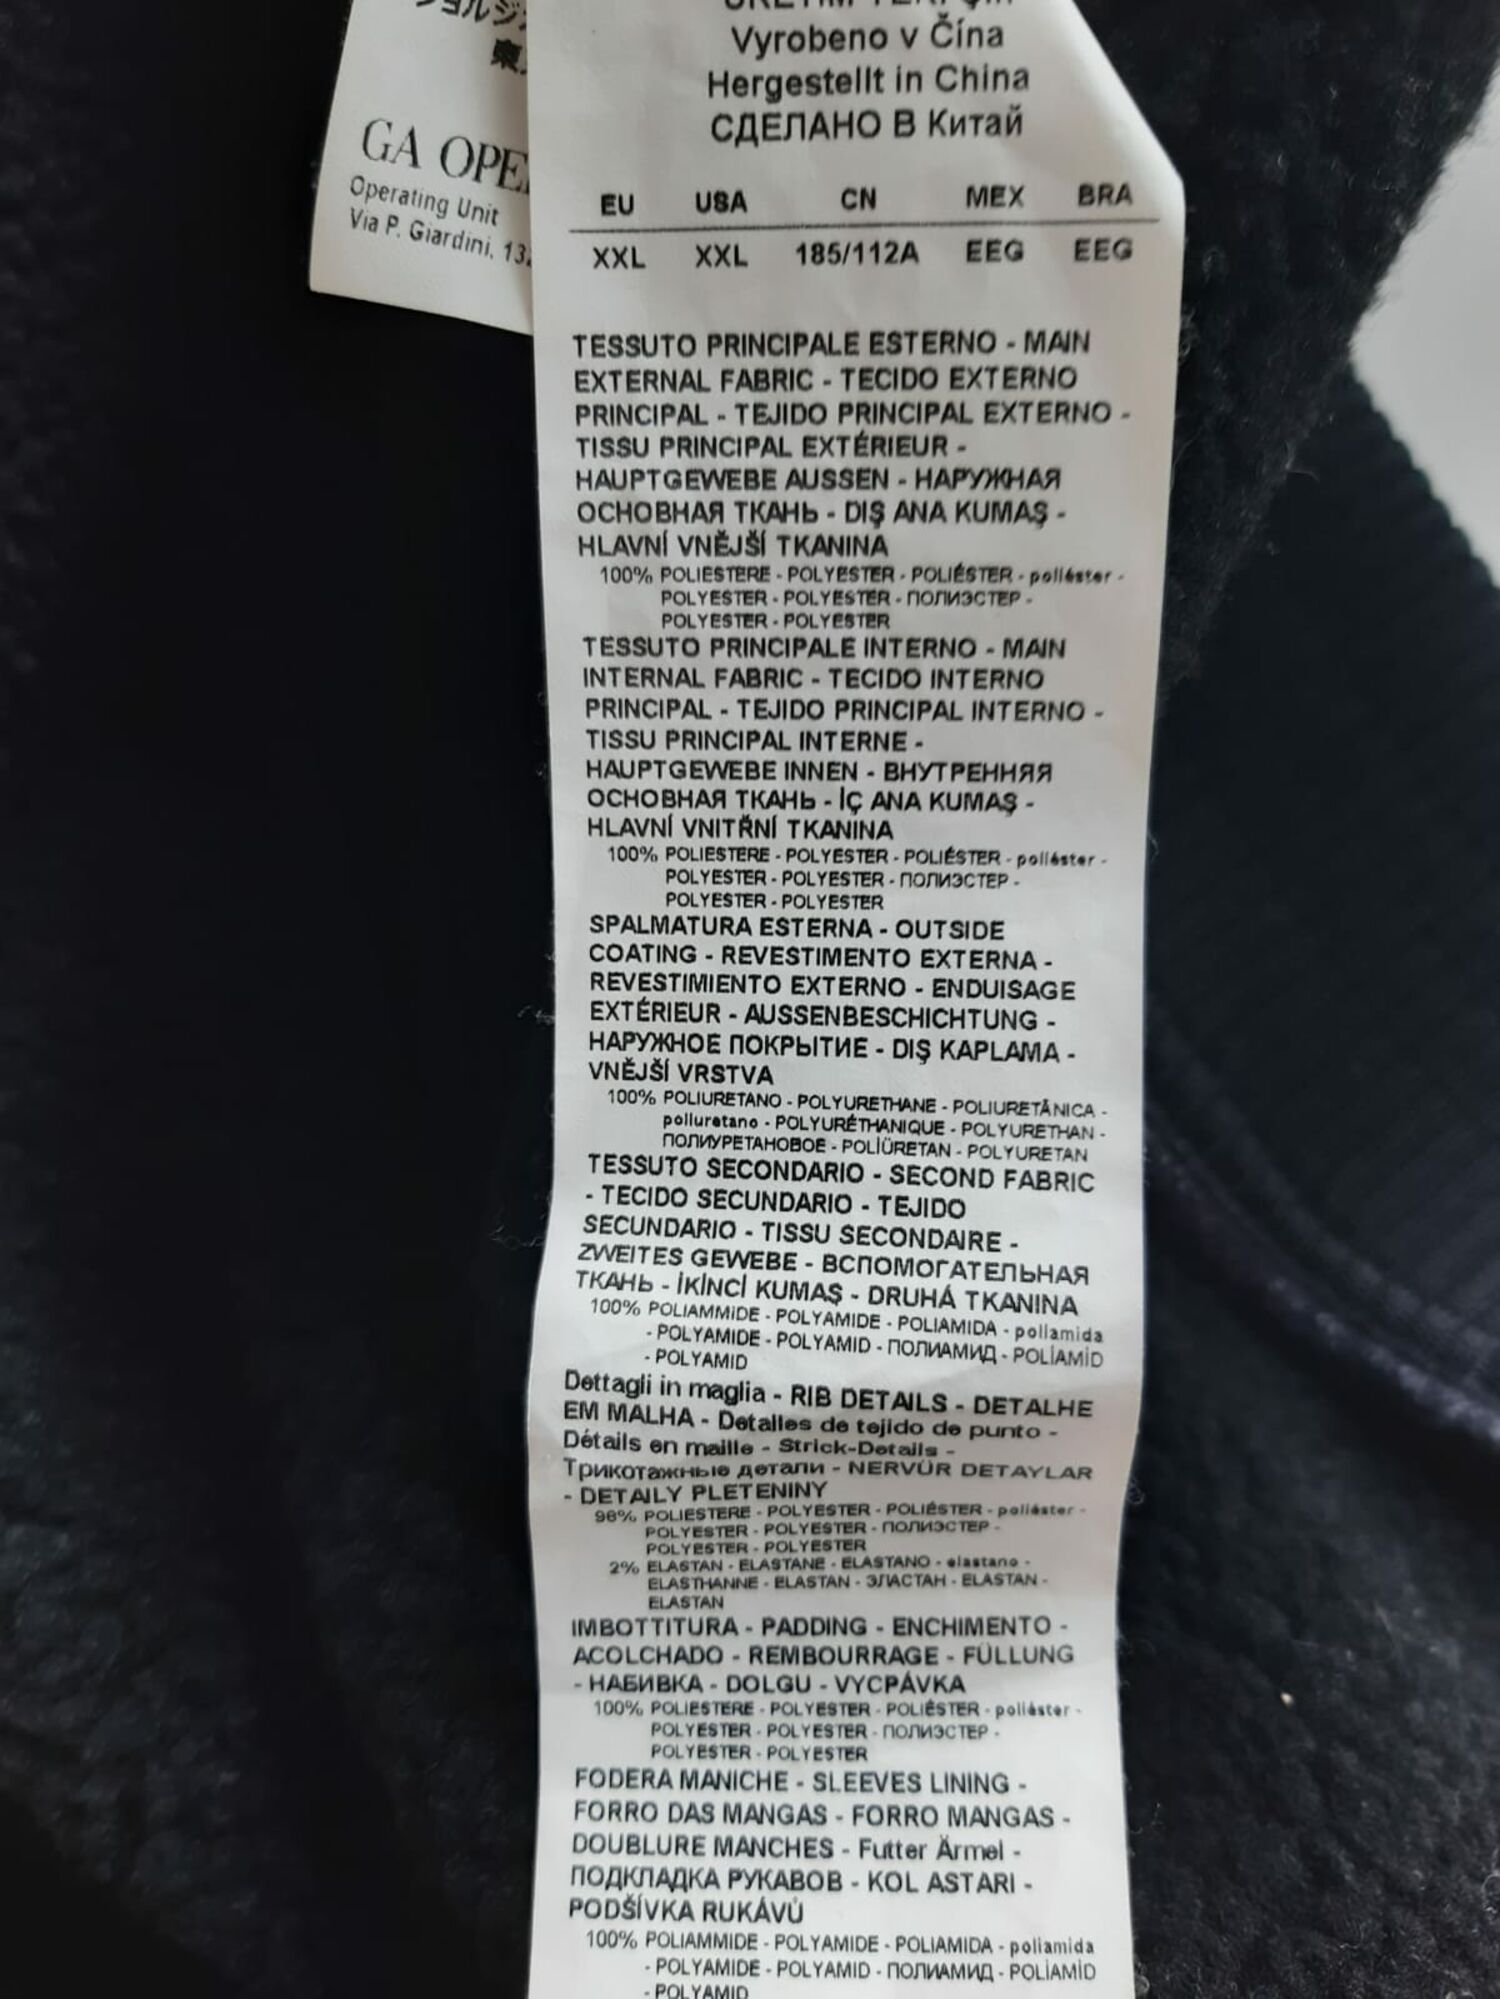 GA OPE
Operating Unit
Via P. Giardini,
Vyrobeno v Čína
Hergestellt in China
СДЕЛАНО В Китай
EU USA CN MEX BRA
XXL XXL 185/112A EEG EEG
TESSUTO PRINCIPALE ESTERNO - MAIN
EXTERNAL FABRIC - TECIDO EXTERNO
PRINCIPAL - TEJIDO PRINCIPAL EXTERNO -
TISSU PRINCIPAL EXTÉRIEUR -
HAUPTGEWEBE AUSSEN - НАРУЖНАЯ
ОСНОВНАЯ ТКАНЬ - DIŞ ANA KUMAŞ -
HLAVNÍ VNĚJŠÍ TKANINA
100% POLIESTERE - POLYESTER - POLIÉSTER - poliéster -
POLYESTER - POLYESTER - ПОЛИЭСТЕР -
POLYESTER - POLYESTER
TESSUTO PRINCIPALE INTERNO - MAIN
INTERNAL FABRIC - TECIDO INTERNO
PRINCIPAL - TEJIDO PRINCIPAL INTERNO -
TISSU PRINCIPAL INTERNE -
HAUPTGEWEBE INNEN - ВНУТРЕННЯЯ
ОСНОВНАЯ ТКАНЬ - İÇ ANA KUMAŞ -
HLAVNÍ VNITŘNÍ TKANINA
100% POLIESTERE - POLYESTER - POLIÉSTER - poliéster -
POLYESTER - POLYESTER - ПОЛИЭСТЕР -
POLYESTER - POLYESTER
SPALMATURA ESTERNA - OUTSIDE
COATING - REVESTIMENTO EXTERNA -
REVESTIMIENTO EXTERNO - ENDUISAGE
EXTÉRIEUR - AUSSENBESCHICHTUNG -
НАРУЖНОЕ ПОКРЫТИЕ - DIŞ KAPLAMA -
VNĚJŠÍ VRSTVA
100% POLIURETANO - POLYURETHANE - POLIURETÂNICA -
poliuretano - POLYURÉTHANIQUE - POLYURETHAN -
ПОЛИУРЕТАНОВОЕ - POLİÜRETAN - POLYURETAN
TESSUTO SECONDARIO - SECOND FABRIC
- TECIDO SECUNDARIO - TEJIDO
SECUNDARIO - TISSU SECONDAIRE -
ZWEITES GEWEBE - ВСПОМОГАТЕЛЬНАЯ
ТКАНЬ - İKİNCİ KUMAŞ - DRUHÁ TKANINA
100% POLIAMMIDE - POLYAMIDE - POLIAMIDA - poliamida
- POLYAMIDE - POLYAMID - ПОЛИАМИД - POLİAMİD
- POLYAMID
Dettagli in maglia - RIB DETAILS - DETALHE
EM MALHA - Detalles de tejido de punto -
Détails en maille - Strick-Details -
Трикотажные детали - NERVÜR DETAYLAR
- DETAILY PLETENINY
98% POLIESTERE - POLYESTER - POLIÉSTER - poliéster -
POLYESTER - POLYESTER - ПОЛИЭСТЕР -
POLYESTER - POLYESTER
2% ELASTAN - ELASTANE - ELASTANO - elastano -
ELASTHANNE - ELASTAN - ЭЛАСТАН - ELASTAN -
ELASTAN
IMBOTTITURA - PADDING - ENCHIMENTO -
ACOLCHADO - REMBOURRAGE - FÜLLUNG
- НАБИВКА - DOLGU - VYCPÁVKA
100% POLIESTERE - POLYESTER - POLIÉSTER - poliéster -
POLYESTER - POLYESTER - ПОЛИЭСТЕР -
POLYESTER - POLYESTER
FODERA MANICHE - SLEEVES LINING -
FORRO DAS MANGAS - FORRO MANGAS -
DOUBLURE MANCHES - Futter Ärmel -
ПОДКЛАДКА РУКАВОВ - KOL ASTARI -
PODŠÍVKA RUKÁVŮ
100% POLIAMMIDE - POLYAMIDE - POLIAMIDA - poliamida
- POLYAMIDE - POLYAMID - ПОЛИАМИД - POLİAMİD
- POLYAMID